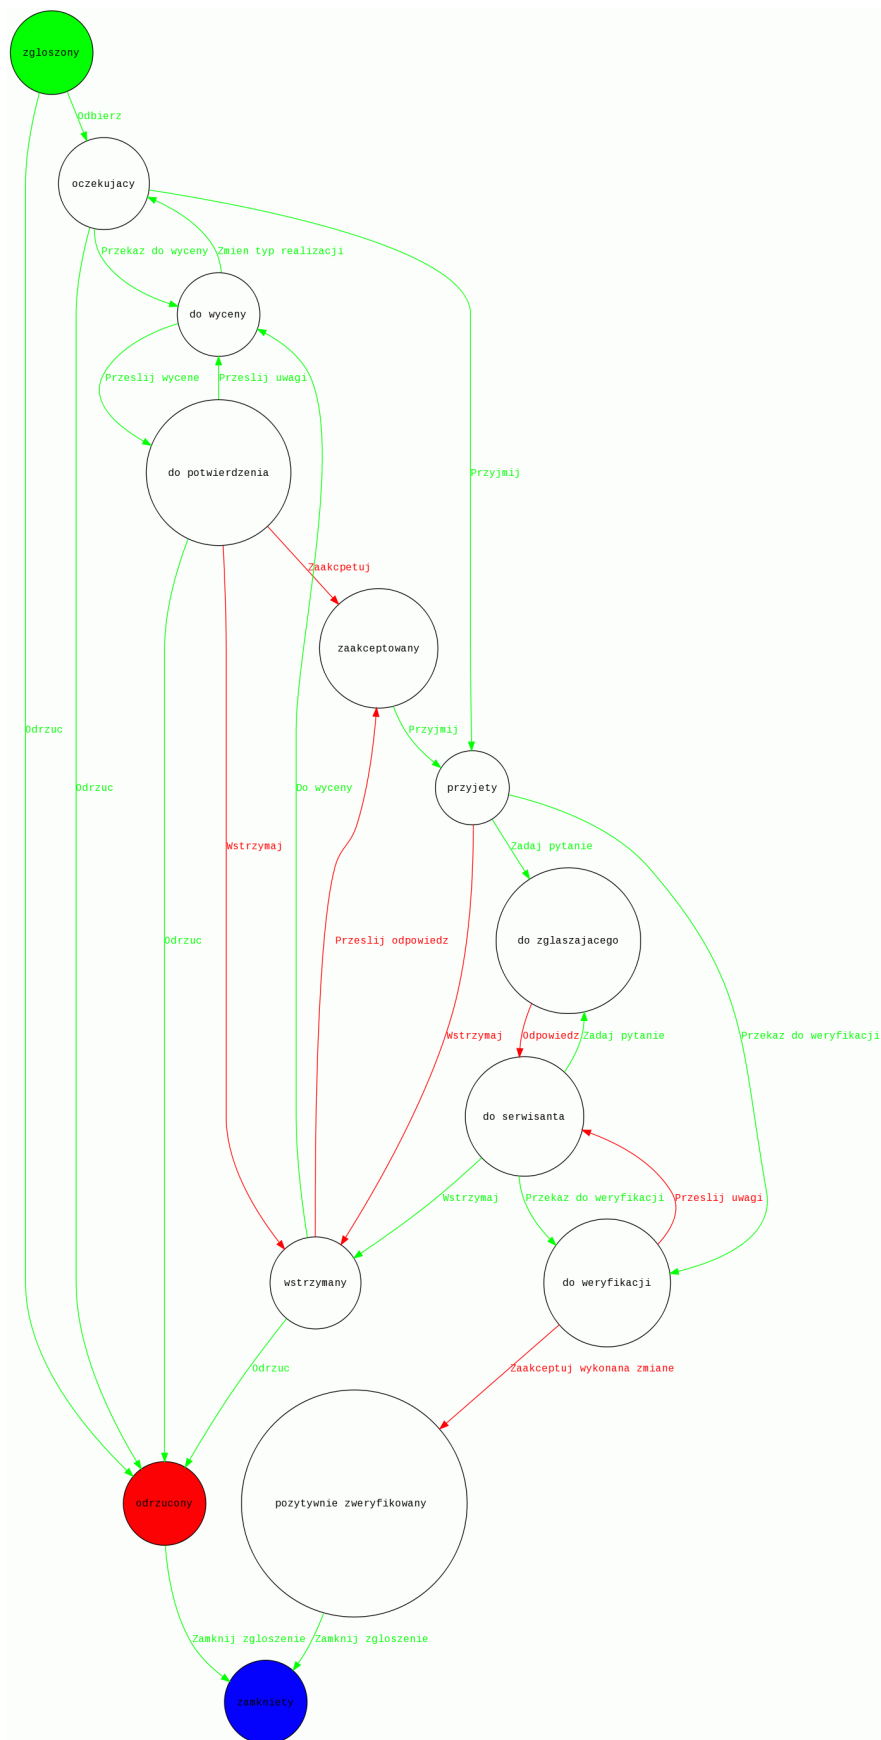 zgloszony
Odbierz
oczekujacy
Przekaz do wyceny
Zmien typ realizacji
do wyceny
Przeslij wycene
Przeslij uwagi
do potwierdzenia
Przyjmij
Zaakcpetuj
zaakceptowany
Odrzuc
Przyjmij
Odrzuc
Do wyceny
przyjety
Wstrzymaj
Zadaj pytanie
Odrzuc
Przeslij odpowiedz
do zglaszajacego
Wstrzymaj
Odpowiedz
Zadaj pytanie
Przekaz do weryfikacji
do serwisanta
Wstrzymaj
Przekaz do weryfikacji
Przeslij uwagi
wstrzymany
do weryfikacji
Odrzuc
Zaakceptuj wykonana zmiane
odrzucony
pozytywnie zweryfikowany
Zamknij zgloszenie
Zamknij zgloszenie
zamkniety